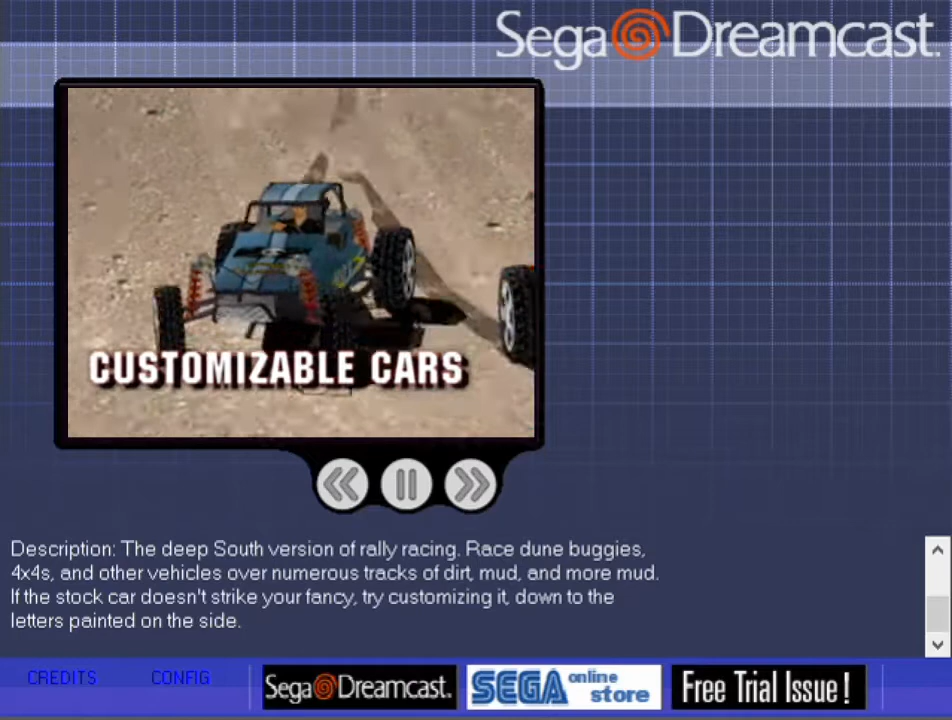 Sega Dreamcast.
CUSTOMIZABLE CARS
Description: The deep South version of rally racing. Race dune buggies,
4x4s, and other vehicles over numerous tracks of dirt, mud, and more mud.
If the stock car doesn't strike your fancy, try customizing it, down to the
letters painted on the side.
CREDITS CONFIG Sega Dreamcast. SEGA online store Free Trial Issue!